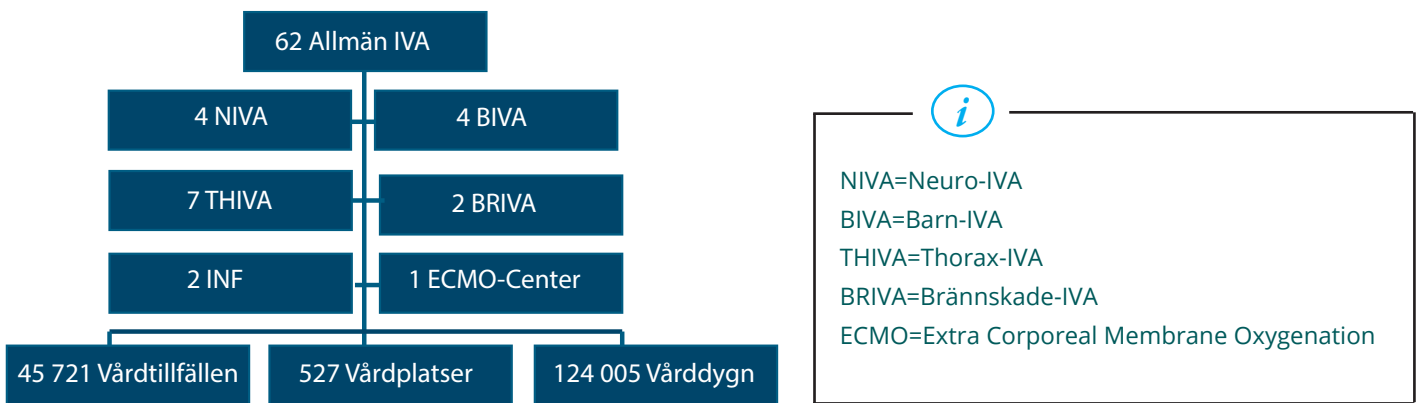 62 Allmän IVA
4 NIVA
4 BIVA
7 THIVA
2 BRIVA
2 INF
1 ECMO-Center
45 721 Vårdtillfällen
527 Vårdplatser
124 005 Vårddygn
i
NIVA=Neuro-IVA
BIVA=Barn-IVA
THIVA=Thorax-IVA
BRIVA=Brännskade-IVA
ECMO=Extra Corporeal Membrane Oxygenation